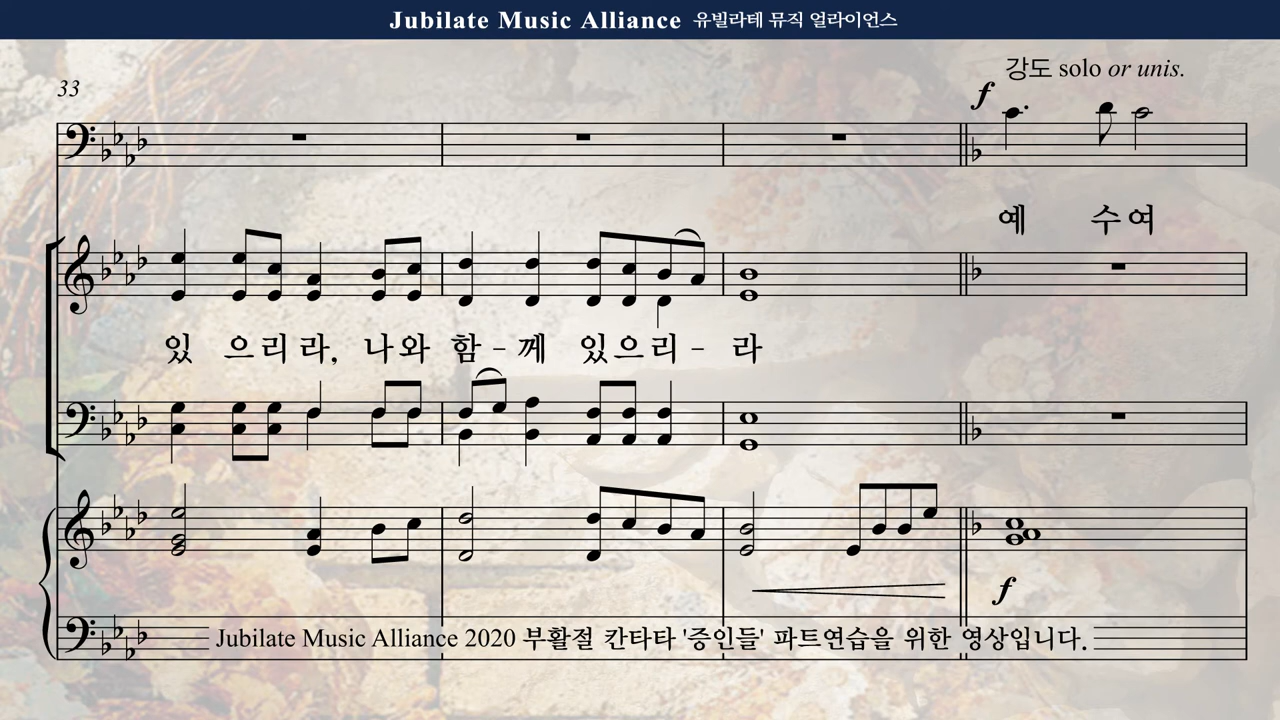 Jubilate Music Alliance 유빌라테 뮤직 얼라이언스
강도 solo or unis.
33
f
예 수 여
있 으 리 라, 나 와 함 - 께 있 으 리 - 라
f
Jubilate Music Alliance 2020 부활절 칸타타 '증인들' 파트연습을 위한 영상입니다.